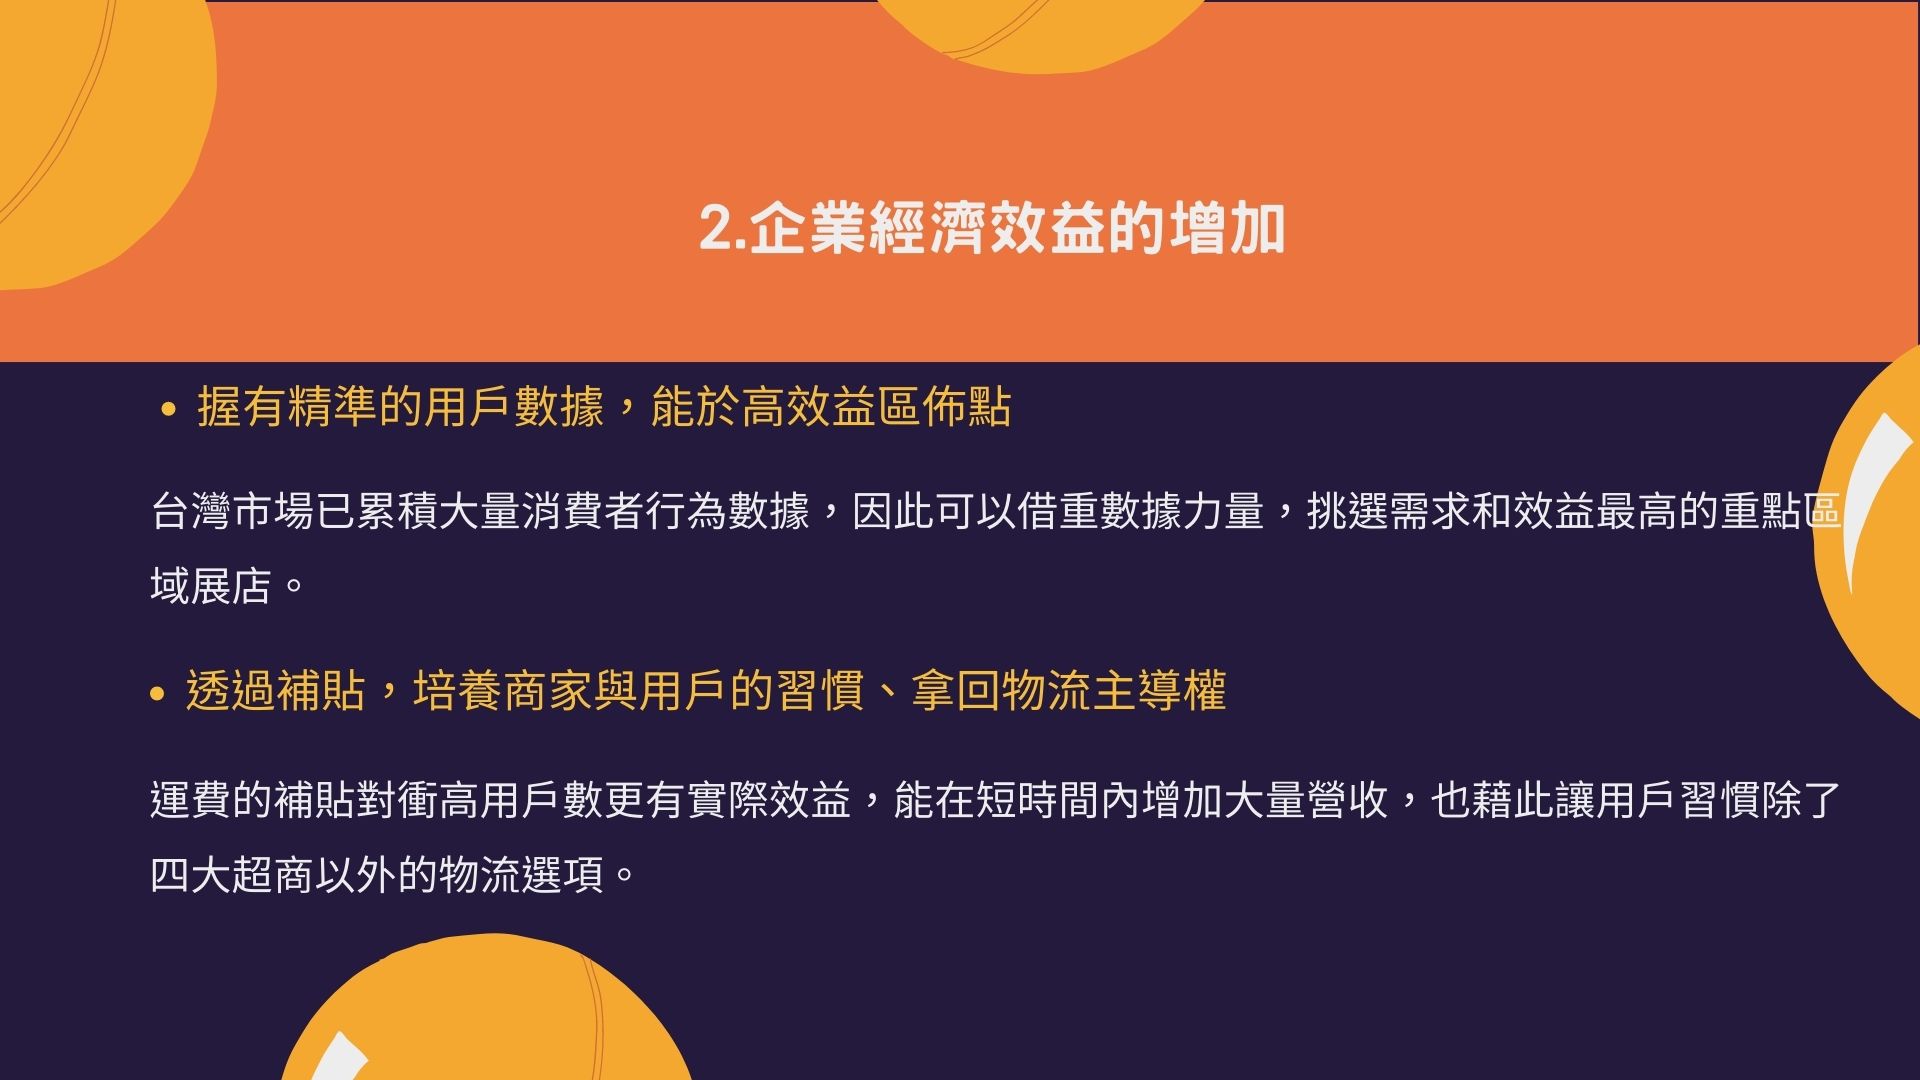 2.企業經濟效益的增加
• 握有精準的用戶數據，能於高效益區佈點
台灣市場已累積大量消費者行為數據，因此可以借重數據力量，挑選需求和效益最高的重點區
域展店。
• 透過補貼，培養商家與用戶的習慣、拿回物流主導權
運費的補貼對衝高用戶數更有實際效益，能在短時間內增加大量營收，也藉此讓用戶習慣除了
四大超商以外的物流選項。